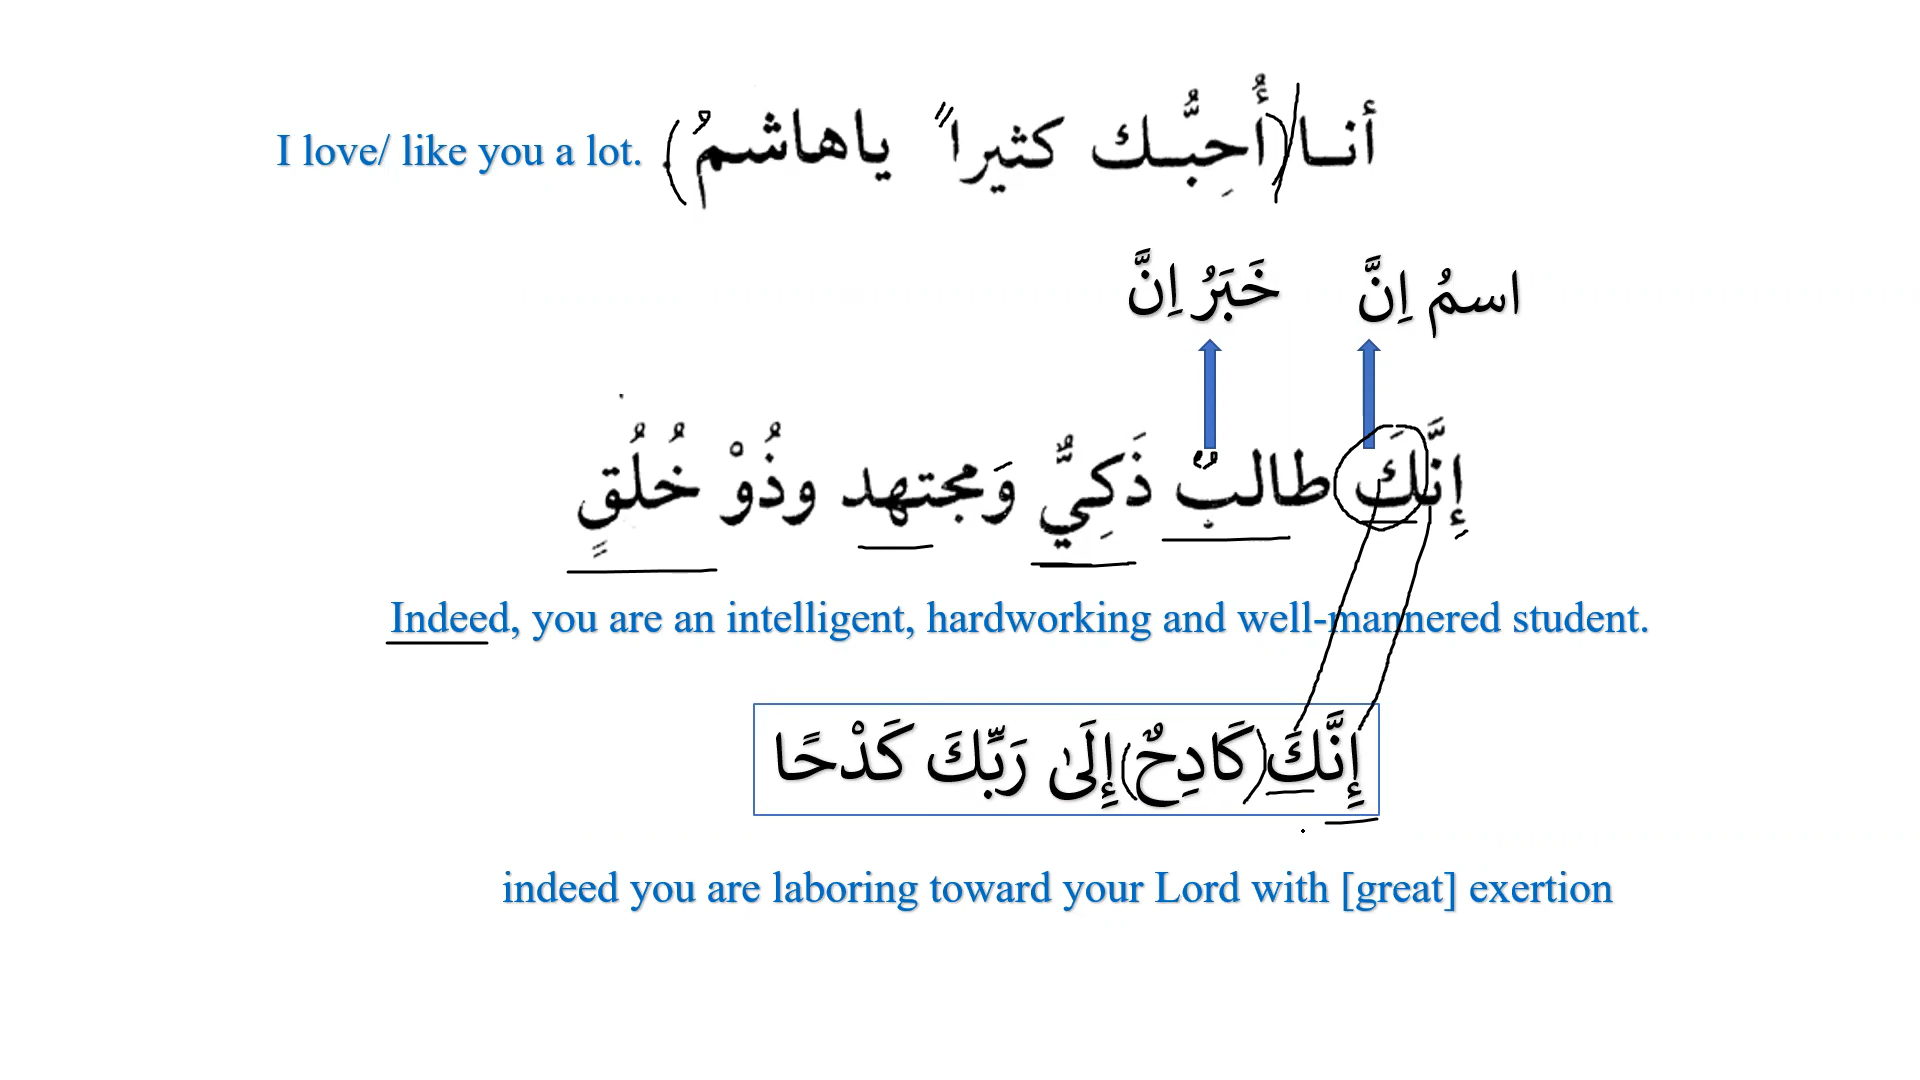 أنا أُحِبُّك كثيراً ياهاشمُ I love/ like you a lot.
اسمُ اِنَّ خَبَرُ اِنَّ
إِنَّكَ طالبٌ ذَكِيٌّ وَمجتهد وذُوْ خُلُقٍ
Indeed, you are an intelligent, hardworking and well-mannered student.
إِنَّكَ (كَادِحٌ) إِلَىٰ رَبِّكَ كَدْحًا
indeed you are laboring toward your Lord with [great] exertion